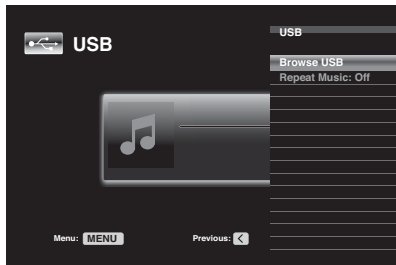 USB
USB
Browse USB
Repeat Music: Off
Menu: MENU
Previous: <